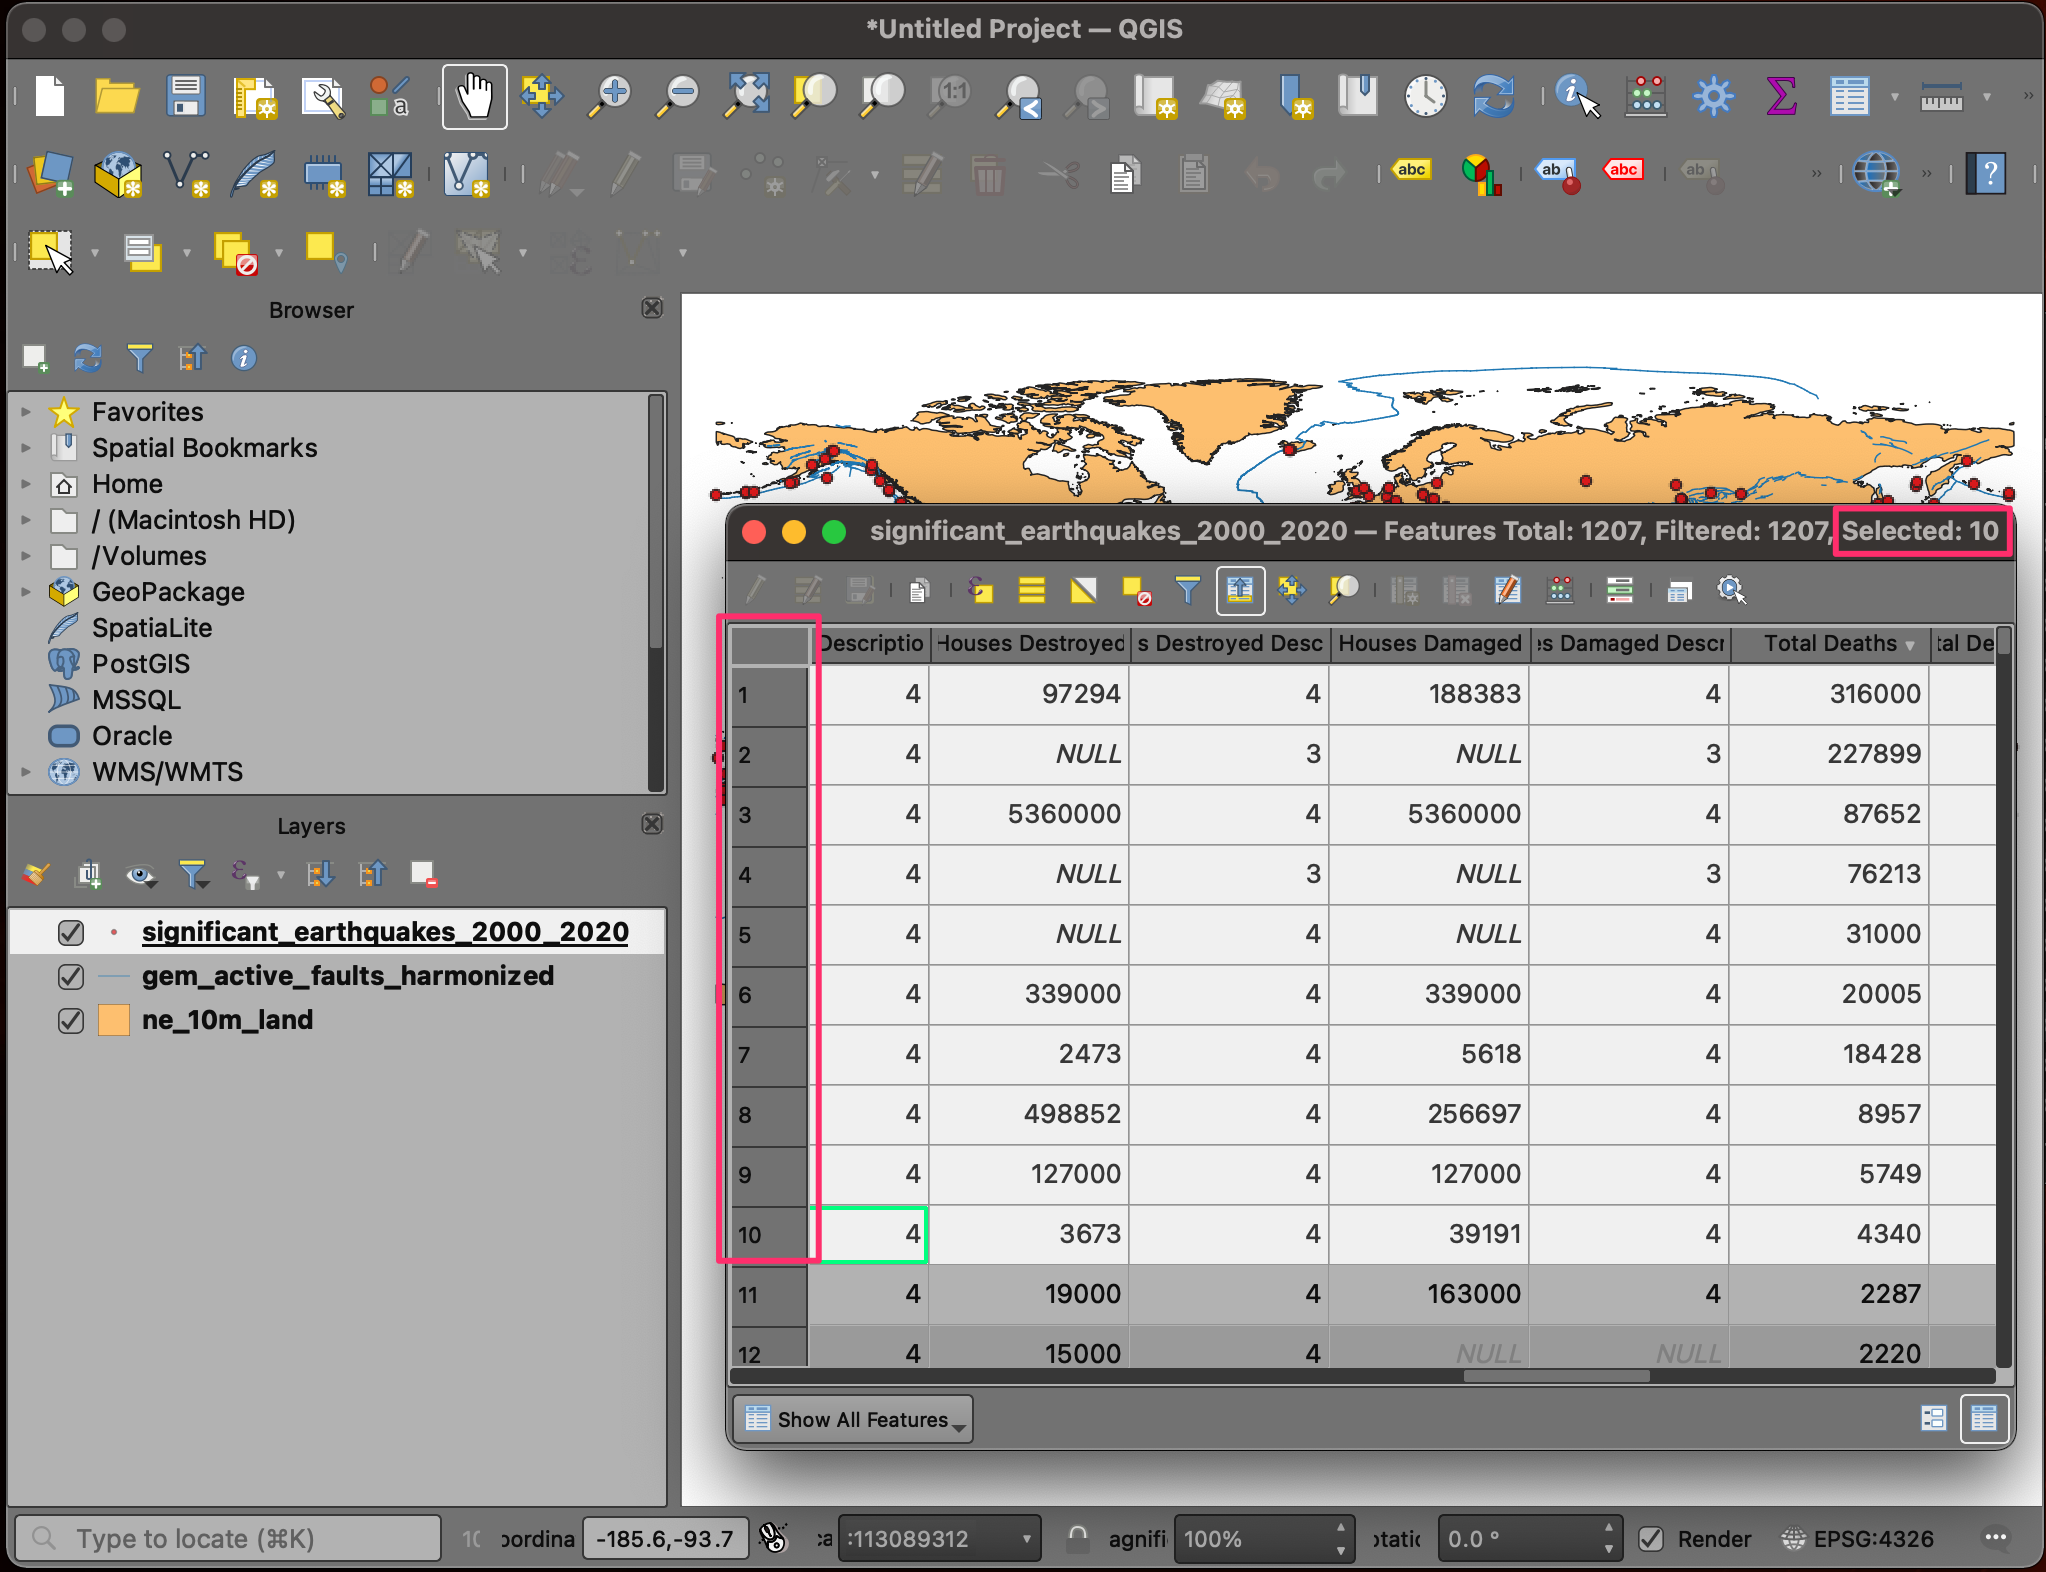 *Untitled Project — QGIS
1:1
a
abc
ab
abc
ab
?
Browser
Favorites
Spatial Bookmarks
Home
/ (Macintosh HD)
/Volumes
GeoPackage
SpatiaLite
PostGIS
MSSQL
Oracle
WMS/WMTS
Layers
significant_earthquakes_2000_2020
gem_active_faults_harmonized
ne_10m_land
significant_earthquakes_2000_2020 — Features Total: 1207, Filtered: 1207, Selected: 10
Descriptio Houses Destroyed s Destroyed Desc Houses Damaged es Damaged Descr Total Deaths tal De
1 4 97294 4 188383 4 316000
2 4 NULL 3 NULL 3 227899
3 4 5360000 4 5360000 4 87652
4 4 NULL 3 NULL 3 76213
5 4 NULL 4 NULL 4 31000
6 4 339000 4 339000 4 20005
7 4 2473 4 5618 4 18428
8 4 498852 4 256697 4 8957
9 4 127000 4 127000 4 5749
10 4 3673 4 39191 4 4340
11 4 19000 4 163000 4 2287
12 4 15000 4 NULL NULL 2220
Show All Features
Type to locate (⌘K) oordina -185.6,-93.7 :113089312 agnifi 100% otatic 0.0 ° Render EPSG:4326